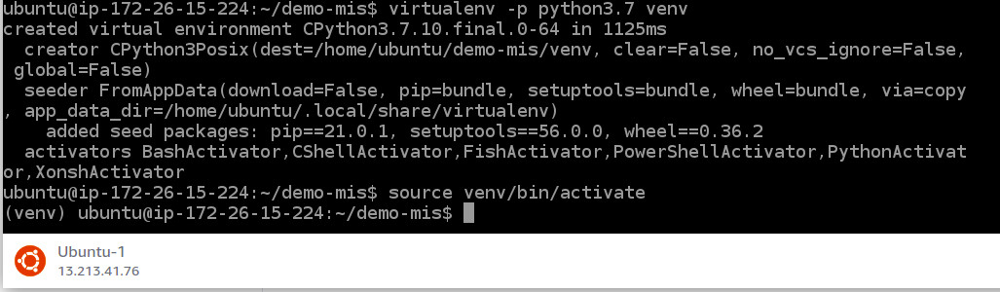 ubuntu@ip-172-26-15-224:~/demo-mis$ virtualenv -p python3.7 venv
created virtual environment CPython3.7.10.final.0-64 in 1125ms
  creator CPython3Posix(dest=/home/ubuntu/demo-mis/venv, clear=False, no_vcs_ignore=False,
 global=False)
  seeder FromAppData(download=False, pip=bundle, setuptools=bundle, wheel=bundle, via=copy
, app_data_dir=/home/ubuntu/.local/share/virtualenv)
    added seed packages: pip==21.0.1, setuptools==56.0.0, wheel==0.36.2
  activators BashActivator,CShellActivator,FishActivator,PowerShellActivator,PythonActivat
or,XonshActivator
ubuntu@ip-172-26-15-224:~/demo-mis$ source venv/bin/activate
(venv) ubuntu@ip-172-26-15-224:~/demo-mis$
Ubuntu-1
13.213.41.76